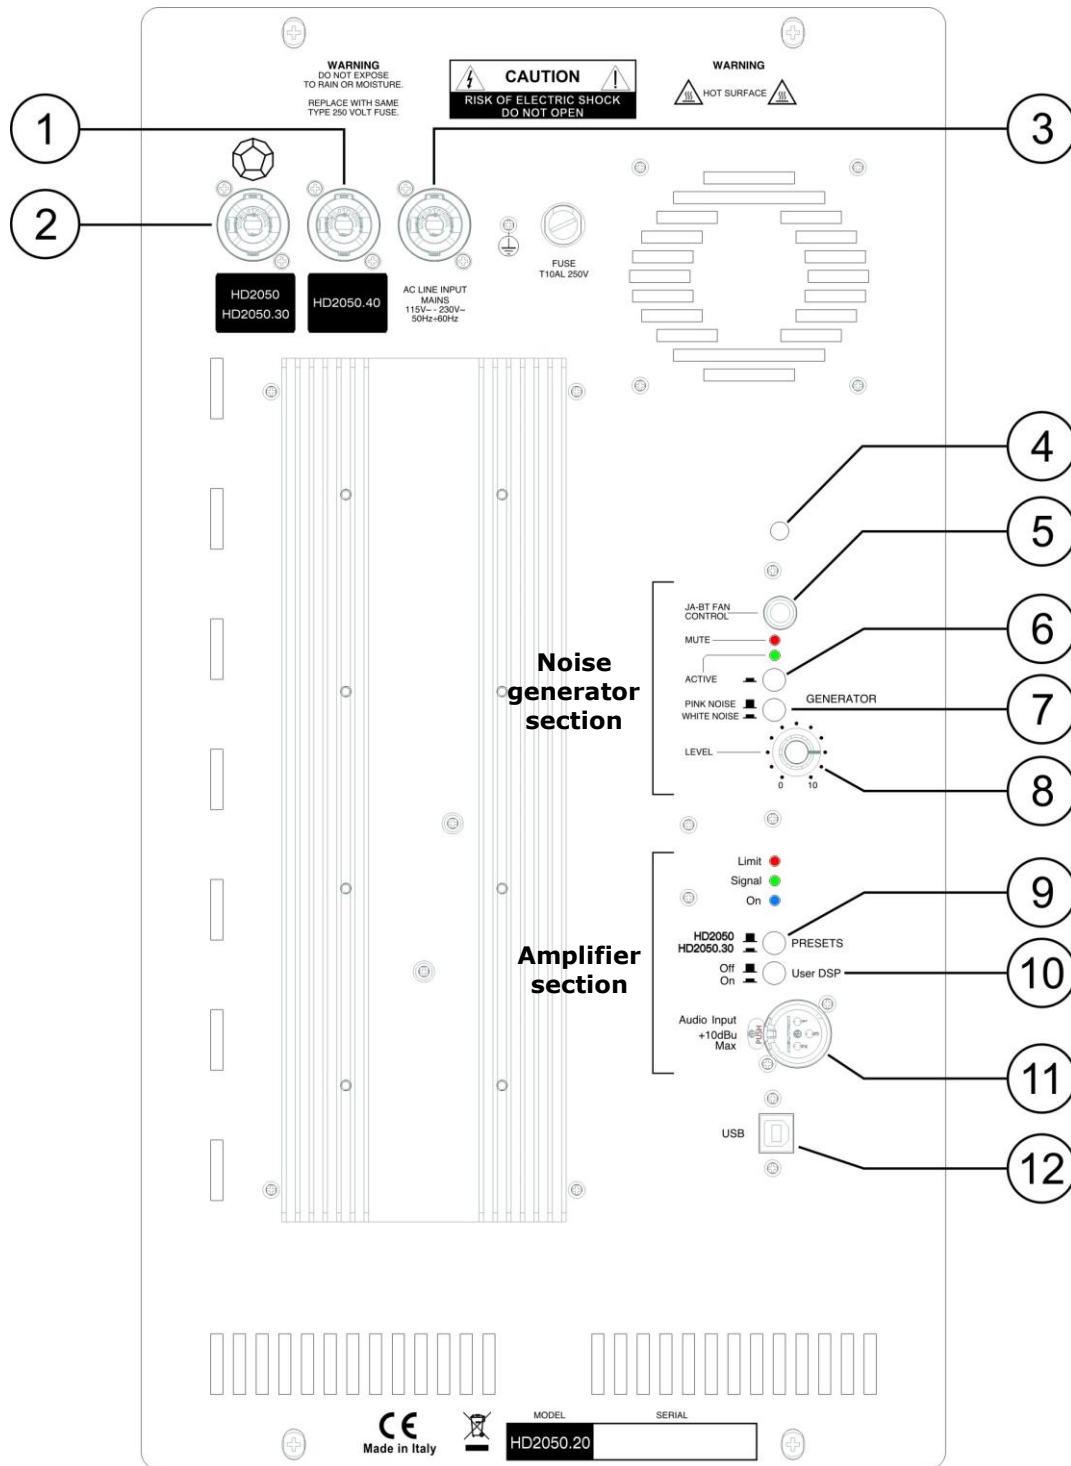 WARNING
DO NOT EXPOSE
TO RAIN OR MOISTURE.
REPLACE WITH SAME
TYPE 250 VOLT FUSE.
CAUTION
RISK OF ELECTRIC SHOCK
DO NOT OPEN
WARNING
HOT SURFACE
1
2
3
HD2050
HD2050.30
HD2050.40
AC LINE INPUT
MAINS
115V~ - 230V~
50Hz÷60Hz
FUSE
T10AL 250V
4
5
6
7
8
Noise
generator
section
JA-BT FAN
CONTROL
MUTE
ACTIVE
PINK NOISE
WHITE NOISE
GENERATOR
LEVEL
0 10
Amplifier
section
Limit
Signal
On
HD2050
HD2050.30
PRESETS
Off
On
User DSP
Audio Input
+10dBu
Max
PUSH
9
10
11
USB
12
CE
Made in Italy
MODEL
SERIAL
HD2050.20